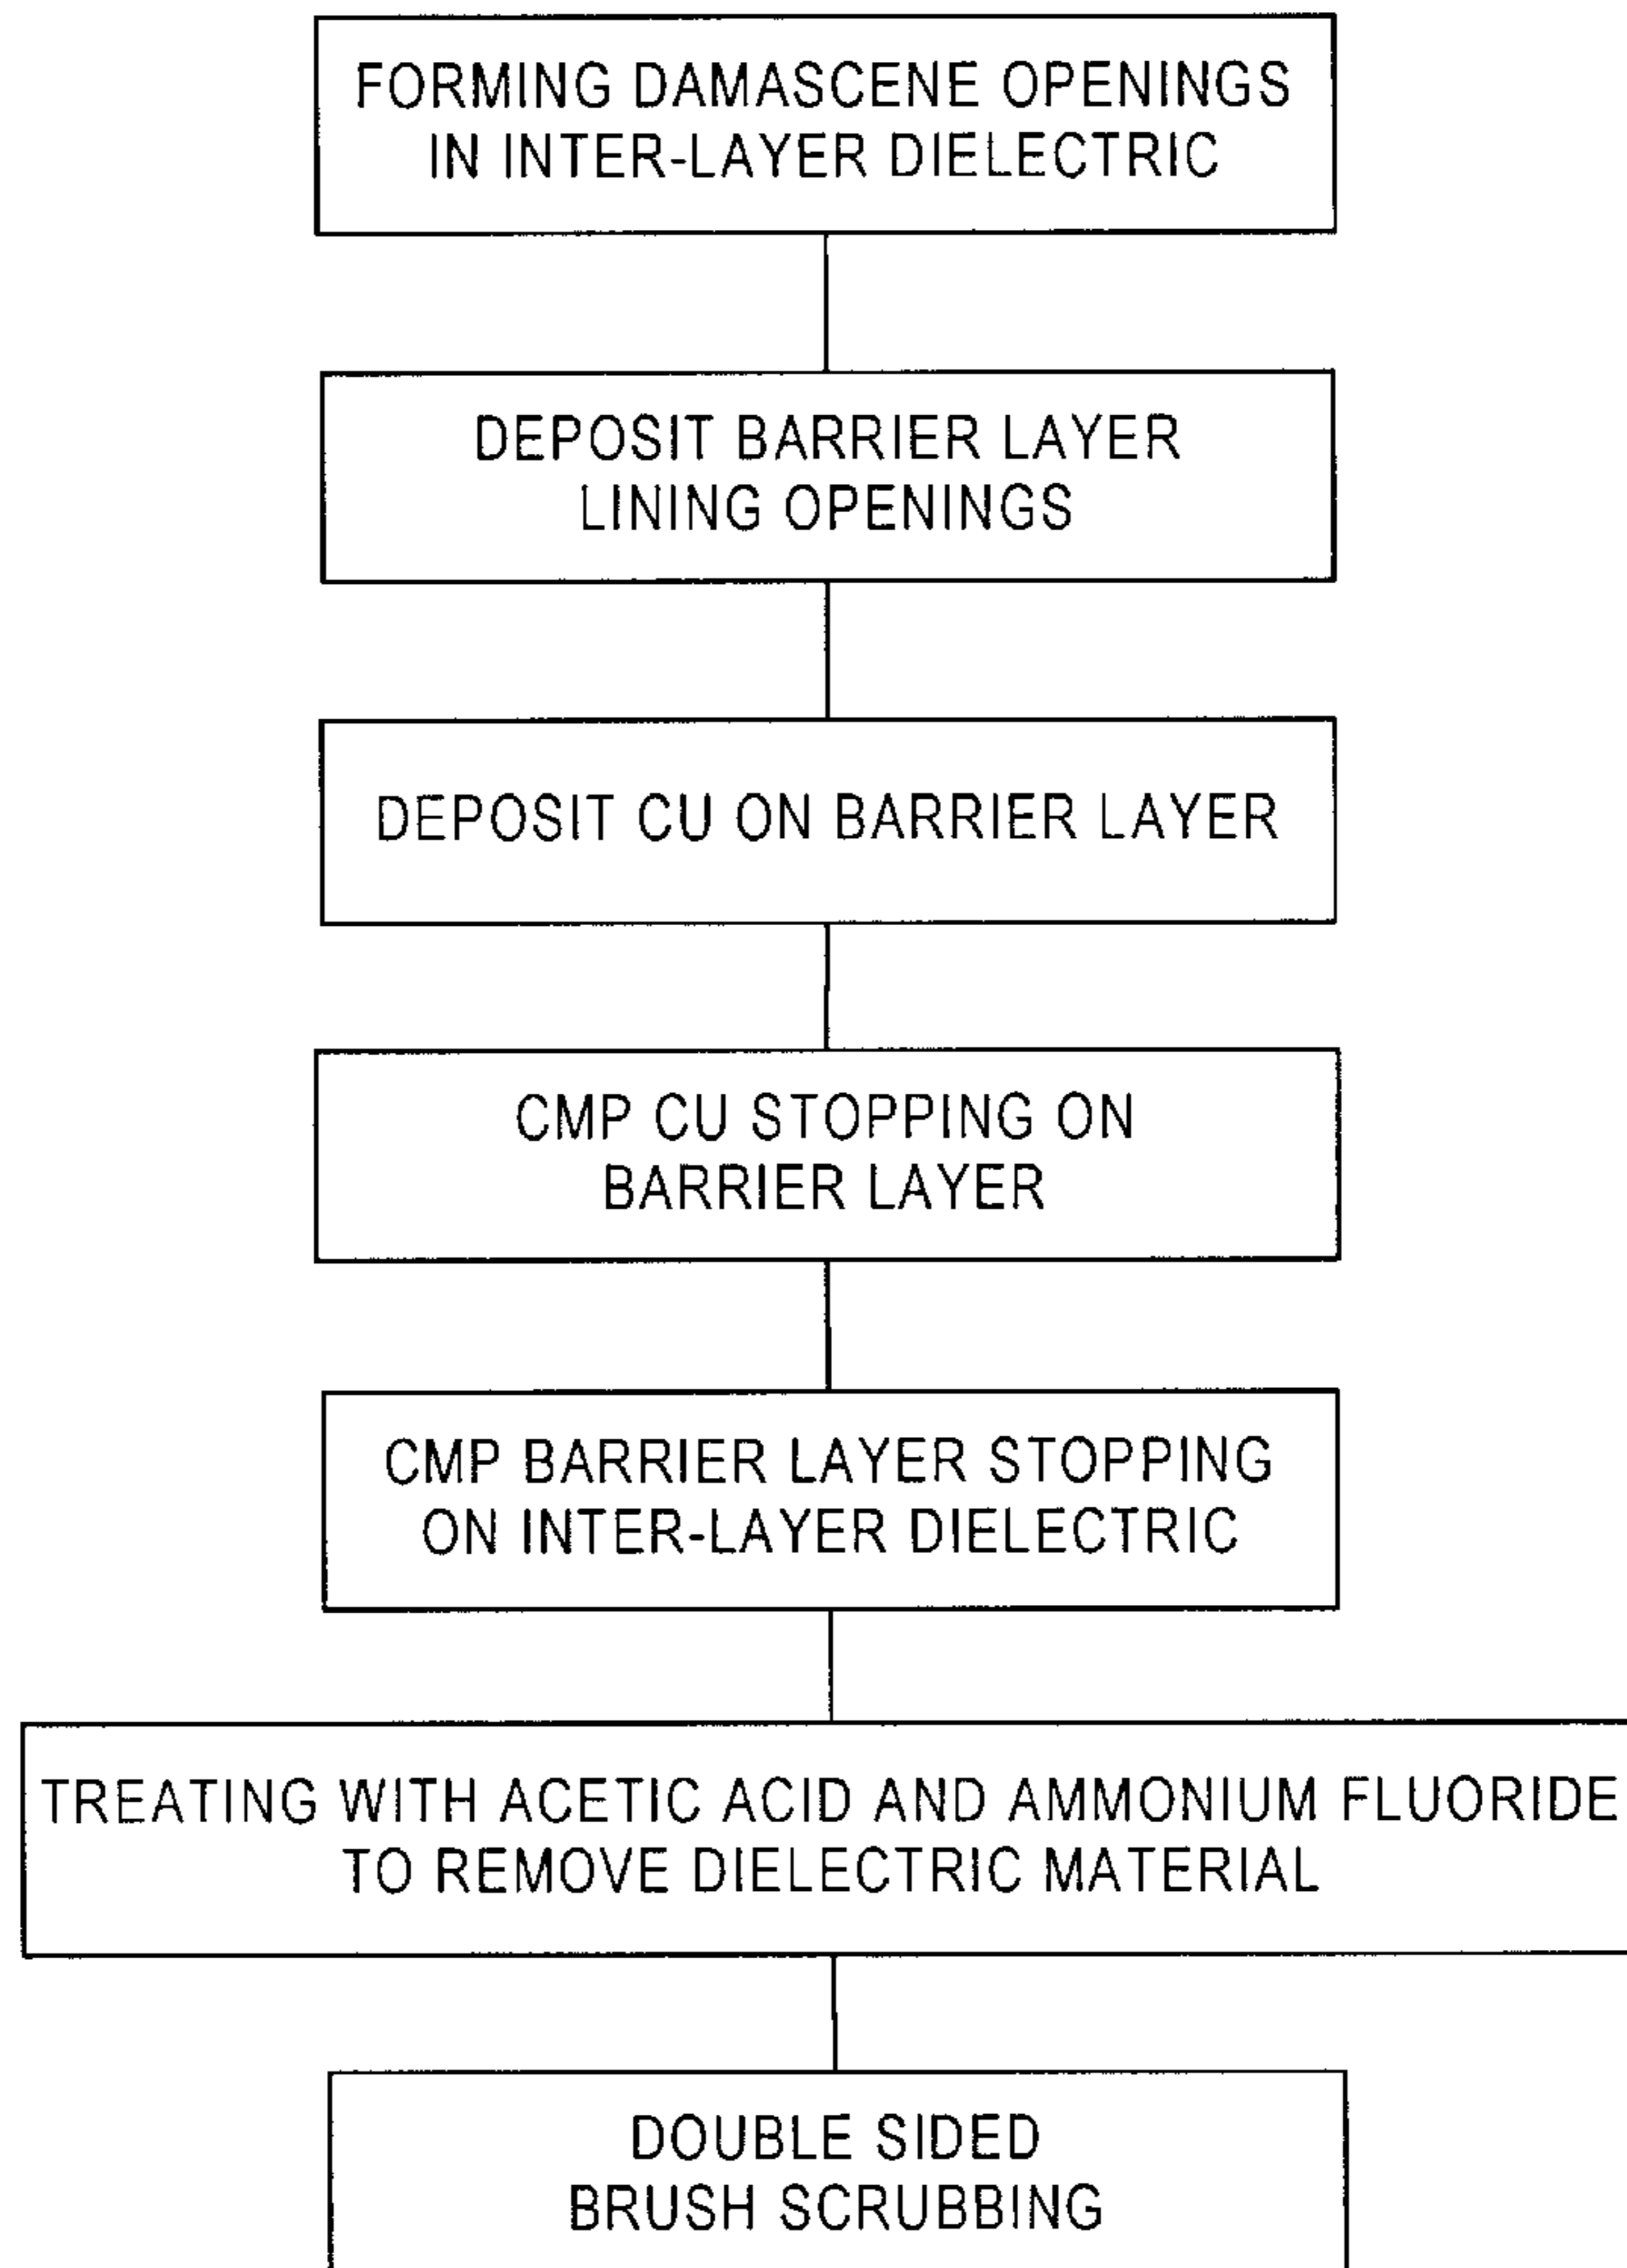 FORMING DAMASCENE OPENINGS
IN INTER-LAYER DIELECTRIC
DEPOSIT BARRIER LAYER
LINING OPENINGS
DEPOSIT CU ON BARRIER LAYER
CMP CU STOPPING ON
BARRIER LAYER
CMP BARRIER LAYER STOPPING
ON INTER-LAYER DIELECTRIC
TREATING WITH ACETIC ACID AND AMMONIUM FLUORIDE
TO REMOVE DIELECTRIC MATERIAL
DOUBLE SIDED
BRUSH SCRUBBING